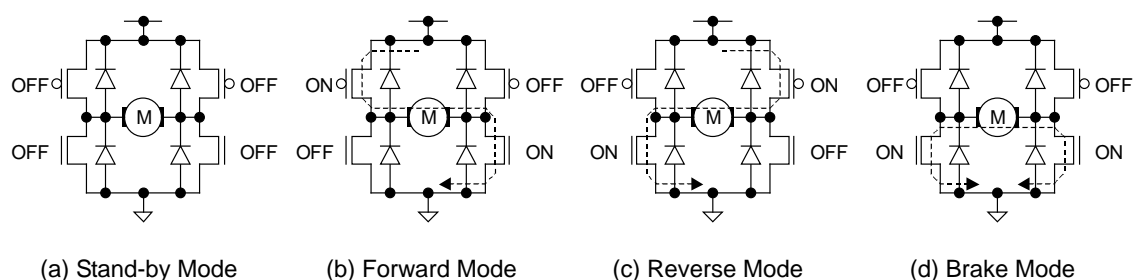 OFF OFF ON OFF OFF ON OFF OFF
M M M M
OFF OFF OFF ON ON OFF ON ON
(a) Stand-by Mode (b) Forward Mode (c) Reverse Mode (d) Brake Mode